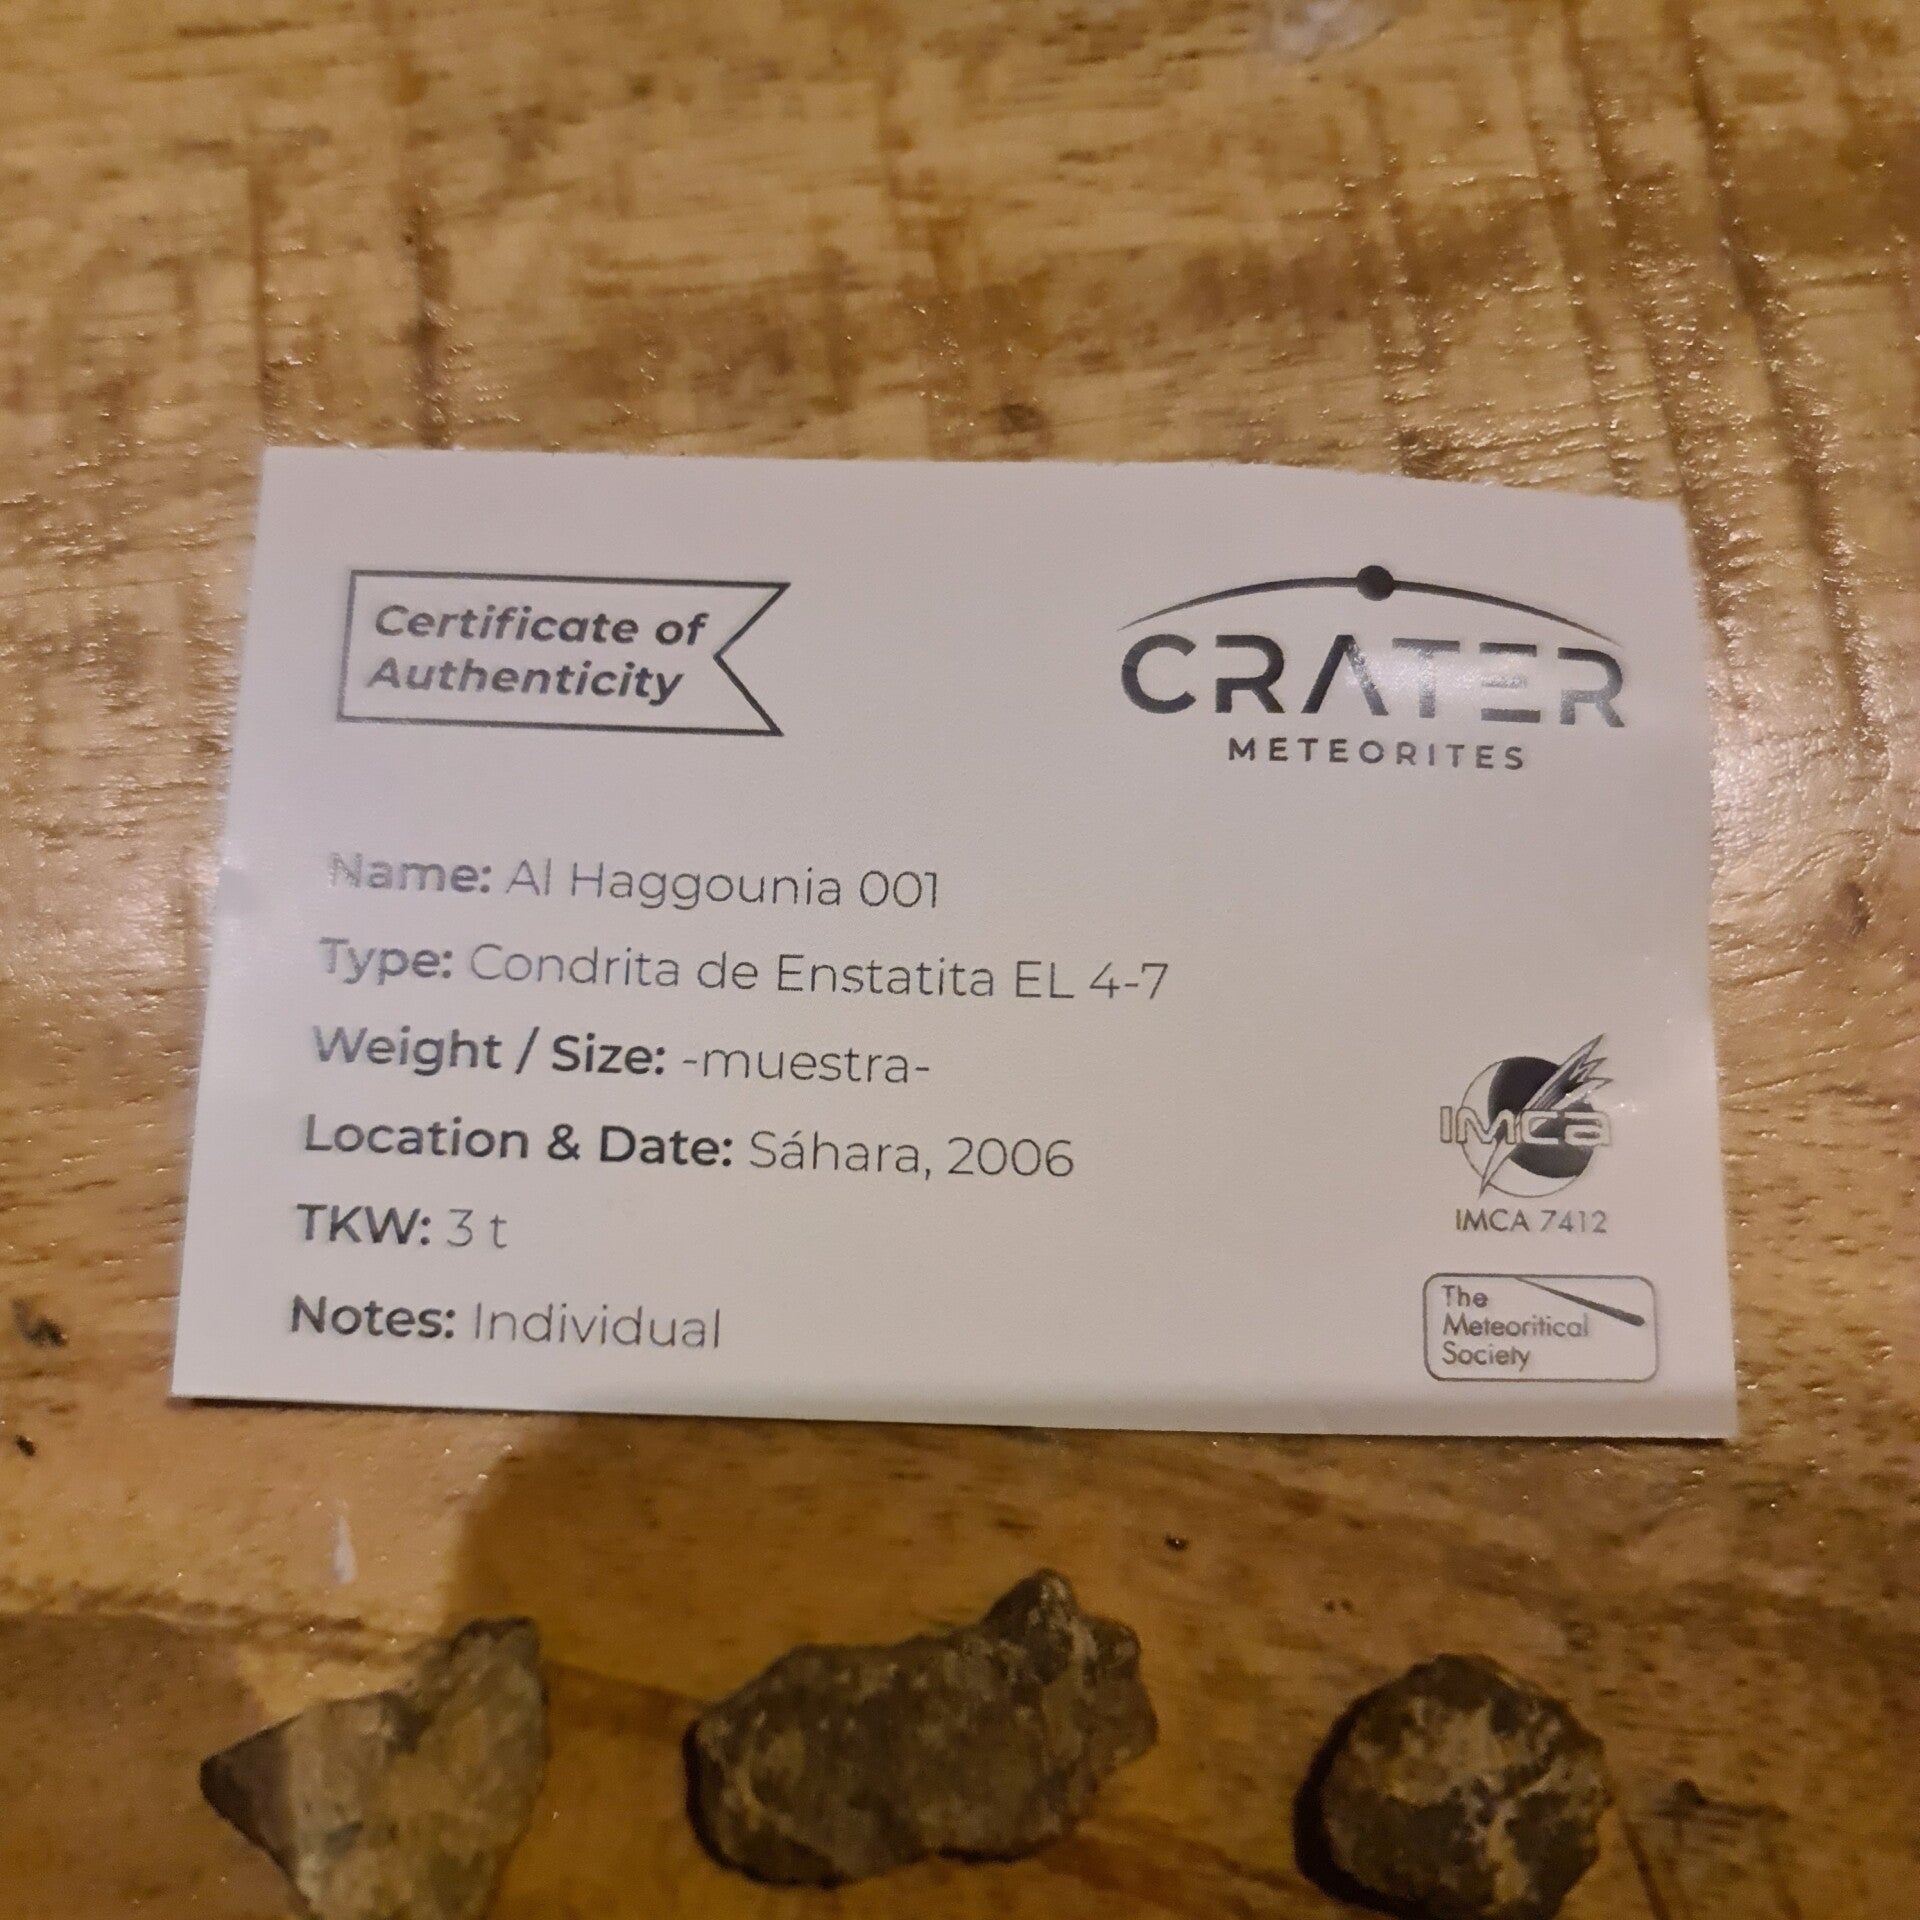 Certificate of
Authenticity
CRATER
METEORITES
Name: Al Haggounia 001
Type: Condrita de Enstatita EL 4-7
Weight / Size: -muestra-
Location & Date: Sáhara, 2006
TKW: 3 t
Notes: Individual
IMCA
IMCA 7412
The
Meteoritical
Society